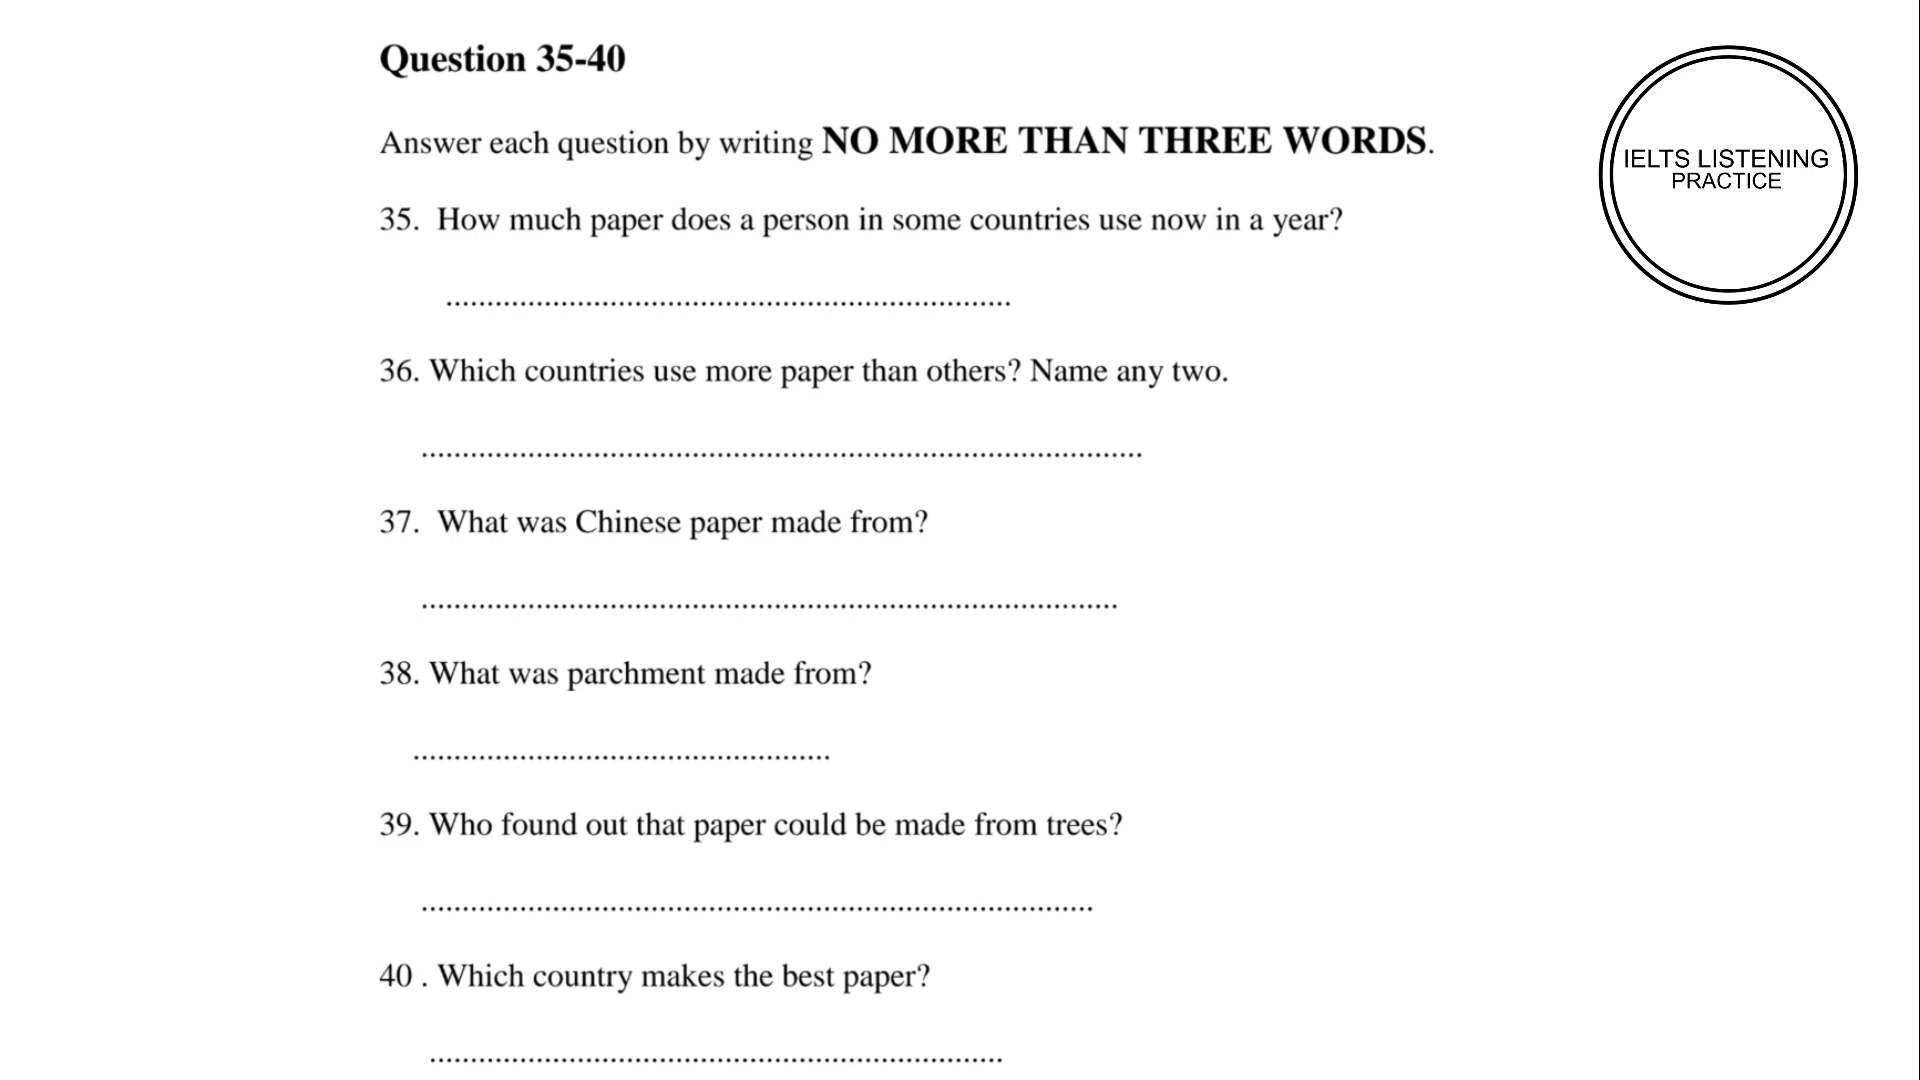 Question 35-40
Answer each question by writing NO MORE THAN THREE WORDS.
IELTS LISTENING
PRACTICE
35. How much paper does a person in some countries use now in a year?
.....................................................................
36. Which countries use more paper than others? Name any two.
........................................................................................
37. What was Chinese paper made from?
.....................................................................................
38. What was parchment made from?
...................................................
39. Who found out that paper could be made from trees?
..................................................................................
40 . Which country makes the best paper?
......................................................................